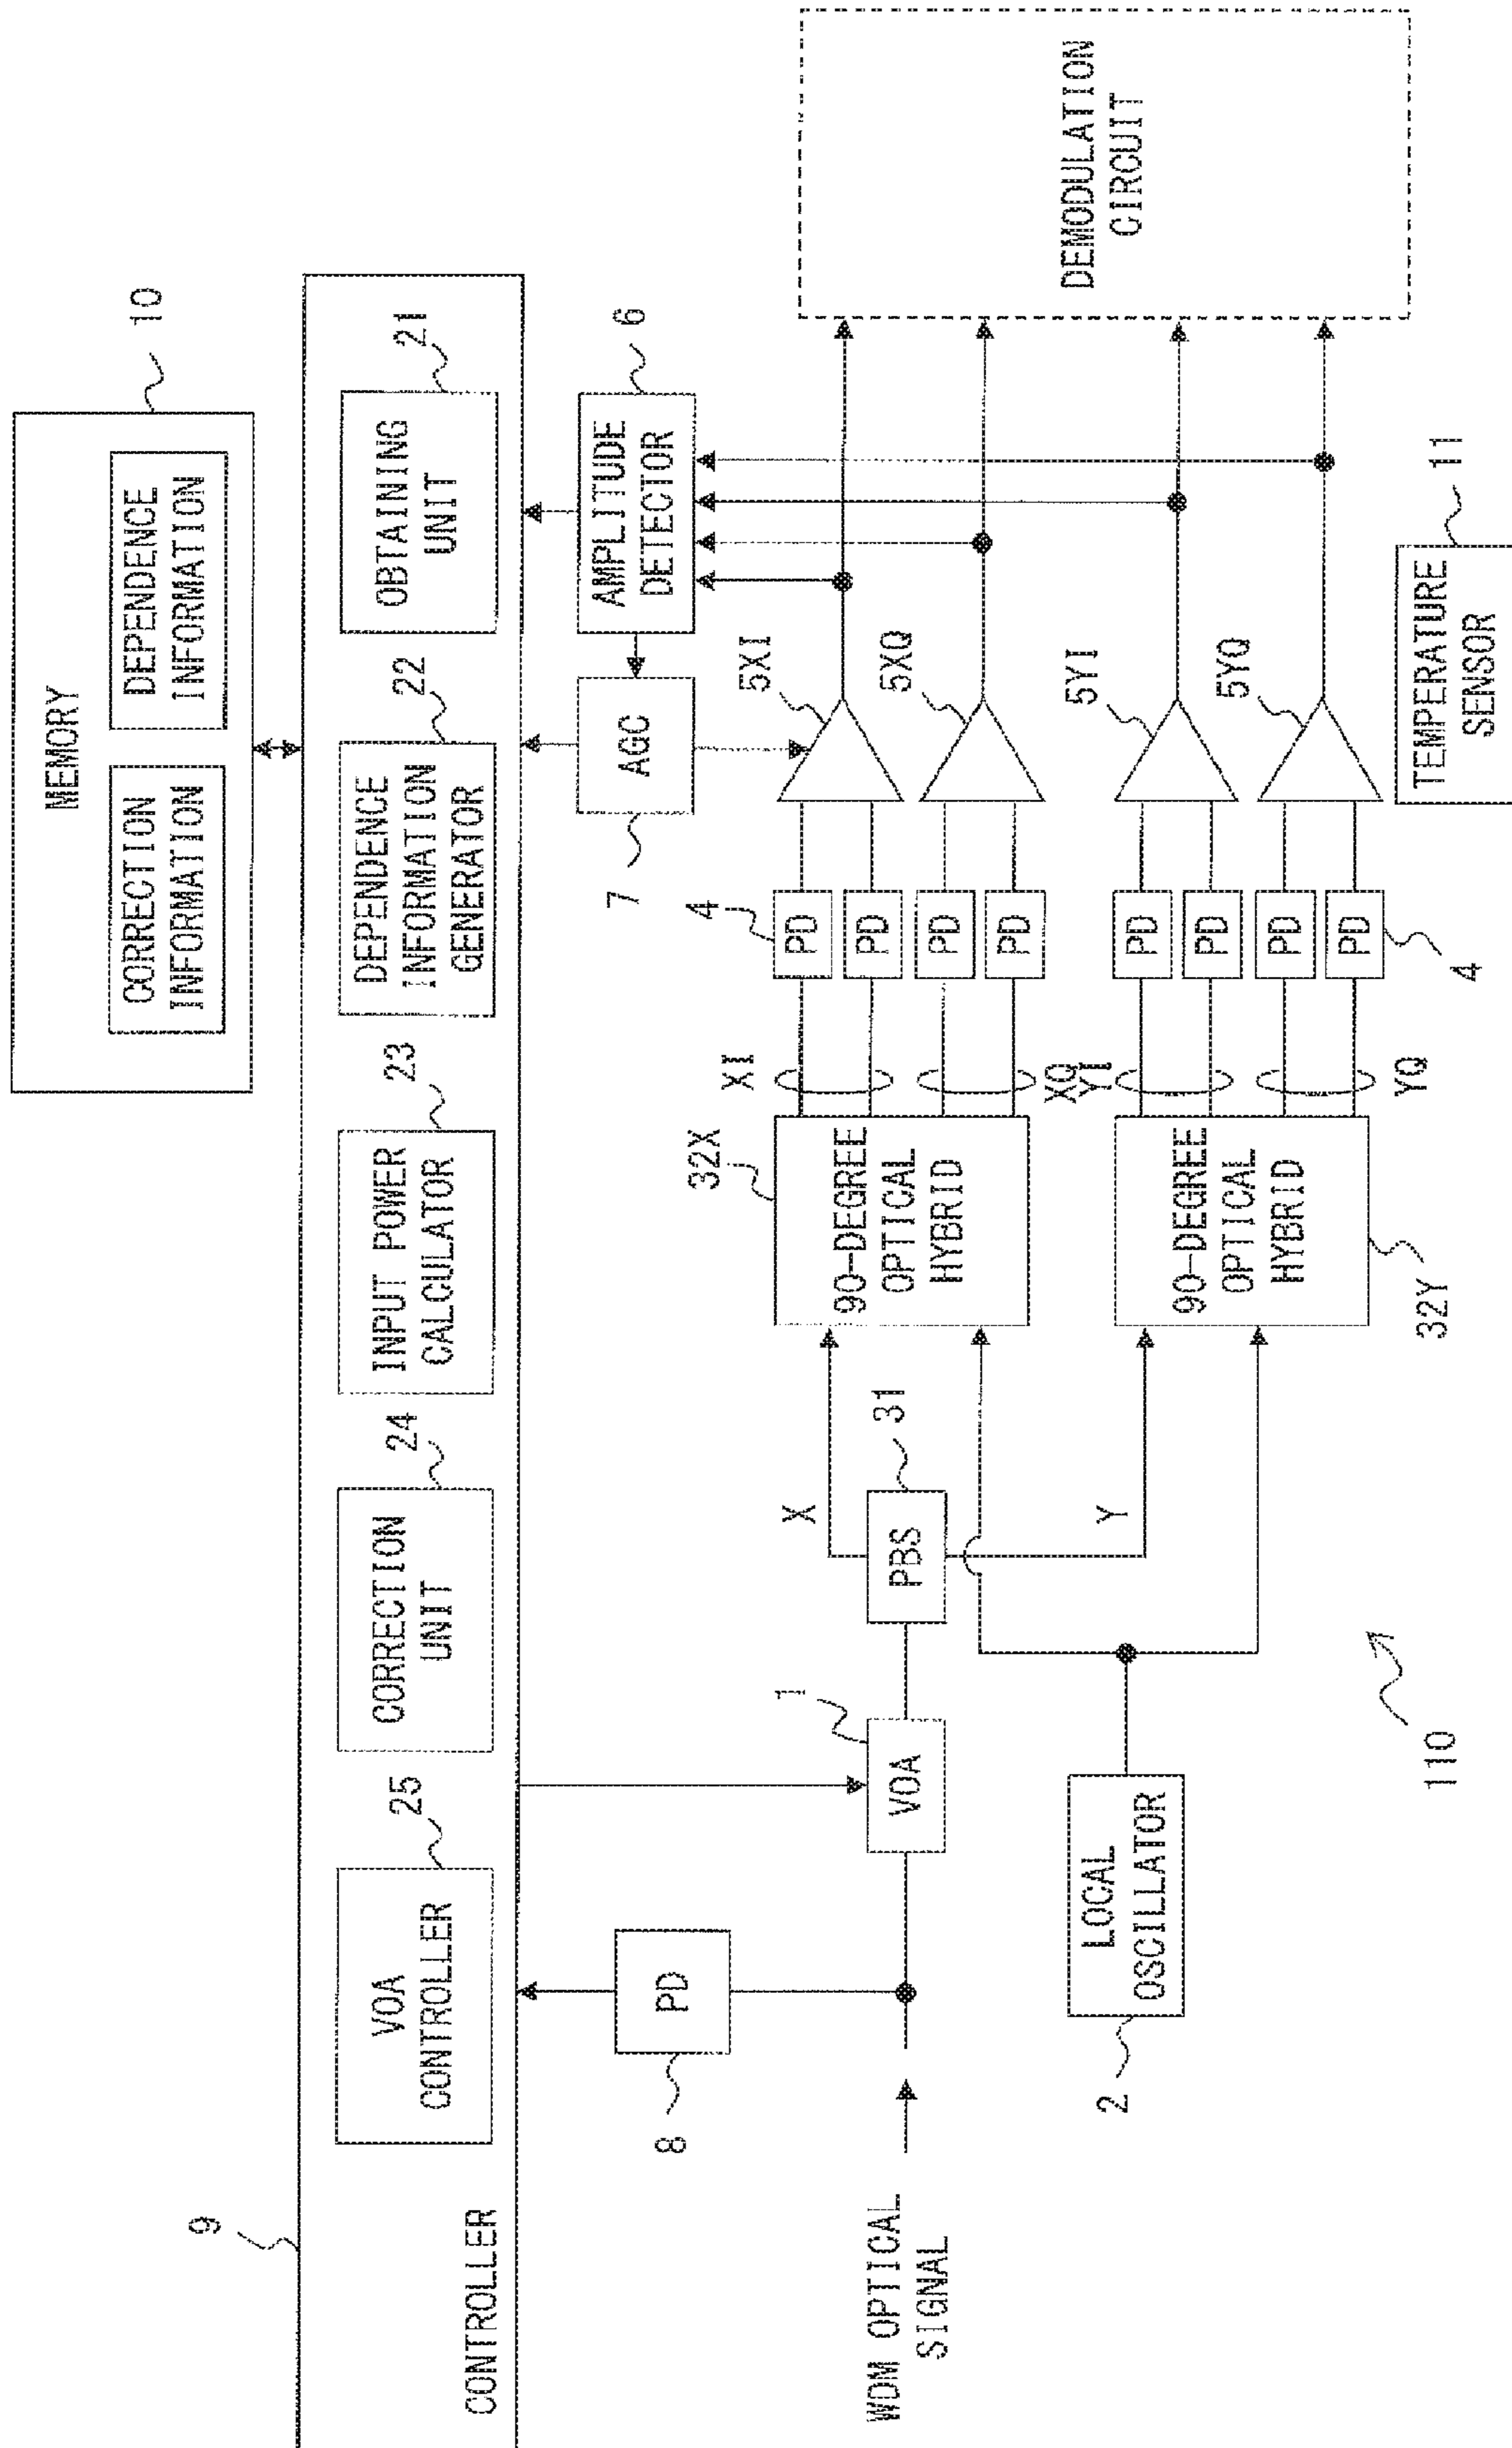 MEMORY
10
CORRECTION
INFORMATION
DEPENDENCE
INFORMATION
9
CONTROLLER
VOA
CONTROLLER
25
CORRECTION
UNIT
24
INPUT POWER
CALCULATOR
23
DEPENDENCE
INFORMATION
GENERATOR
22
OBTAINING
UNIT
21
8
PD
7
AGC
AMPLITUDE
DETECTOR
6
WDM OPTICAL
SIGNAL
VOA
1
PBS
31
X
Y
LOCAL
OSCILLATOR
2
32X
90-DEGREE
OPTICAL
HYBRID
90-DEGREE
OPTICAL
HYBRID
32Y
XI
XQ
YI
YQ
4
PD
PD
PD
PD
PD
PD
PD
PD
4
5XI
5XQ
5YI
5YQ
DEMODULATION
CIRCUIT
TEMPERATURE
SENSOR
11
110